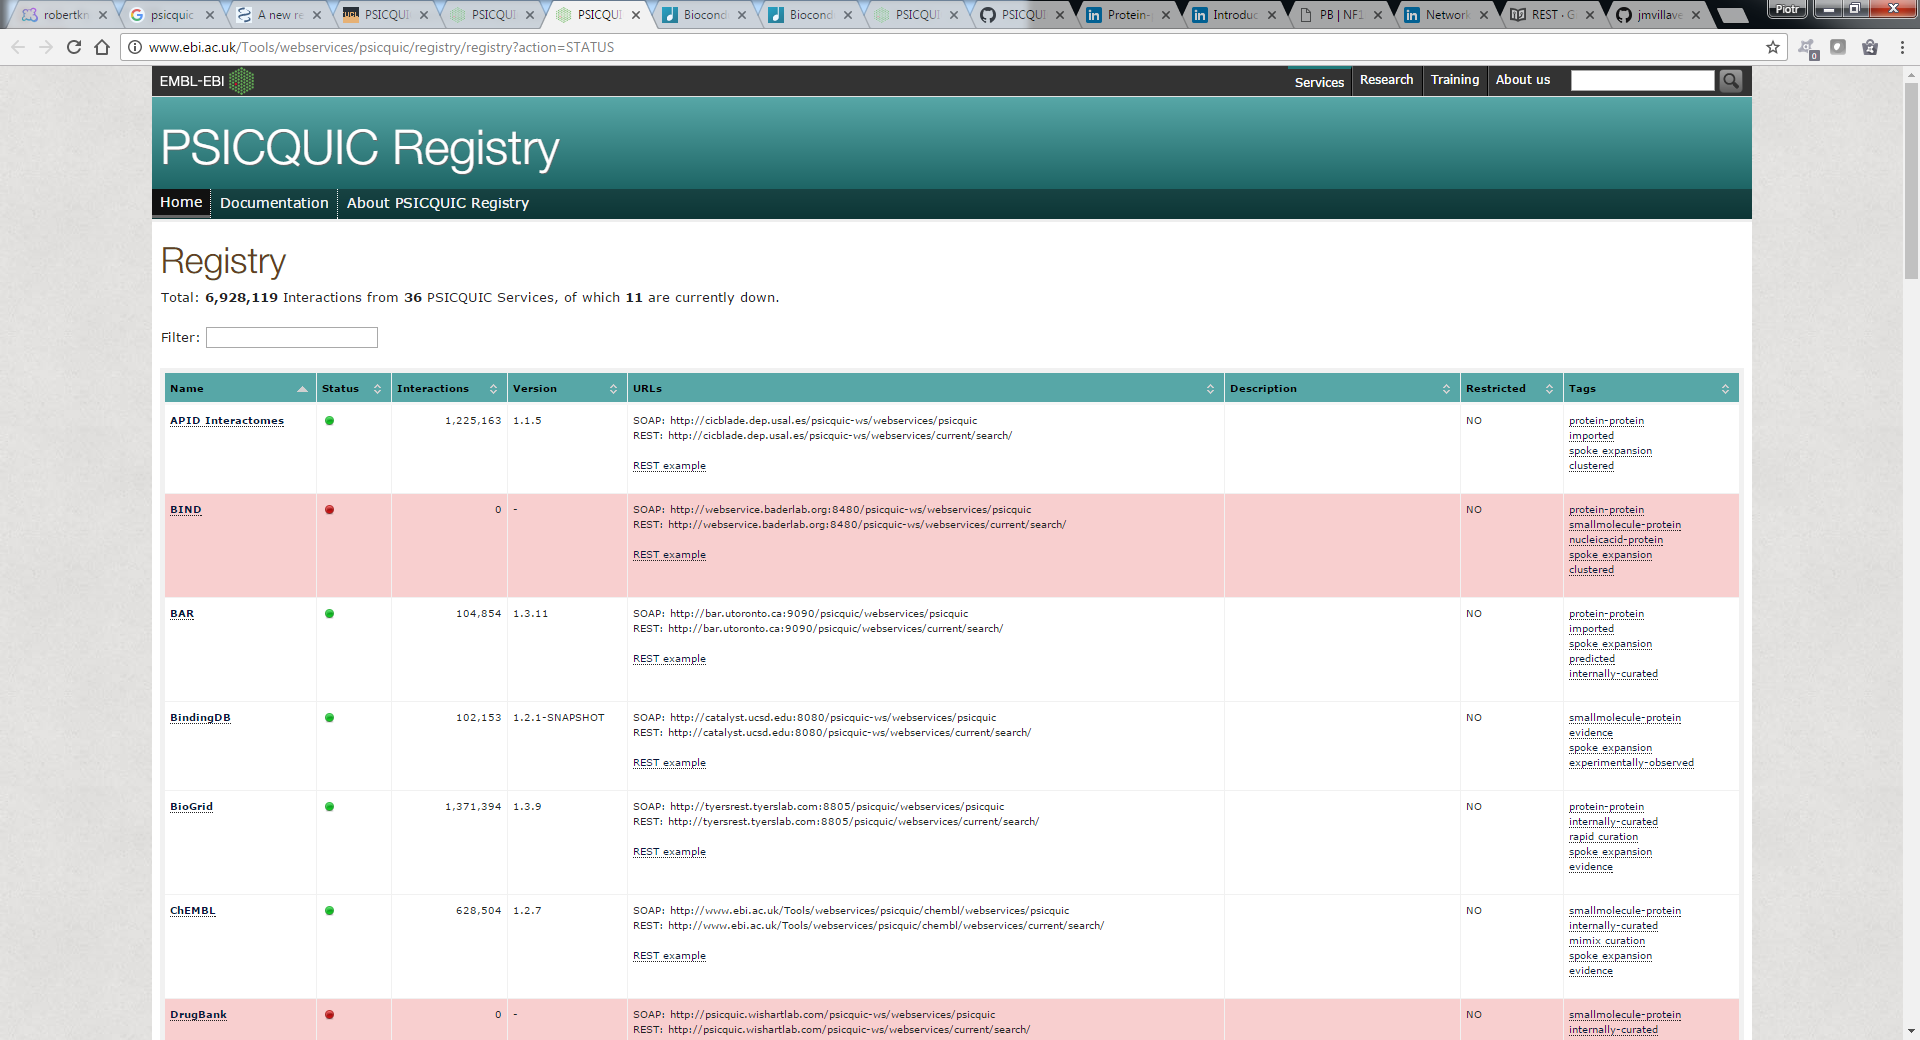 robertkn
psicquic
A new re
PSICQUI
PSICQUI
PSICQUI
Biocond
Biocond
PSICQUI
PSICQUI
Protein-
Introduc
PB | NF1
Network
REST · G
jmvillave
Piotr
www.ebi.ac.uk/Tools/webservices/psicquic/registry/registry?action=STATUS
0
EMBL-EBI
Services
Research
Training
About us
PSICQUIC Registry
Home
Documentation
About PSICQUIC Registry
Registry
Total: 6,928,119 Interactions from 36 PSICQUIC Services, of which 11 are currently down.
Filter:
Name Status Interactions Version URLs Description Restricted Tags
APID Interactomes 1,225,163 1.1.5 SOAP: http://cicblade.dep.usal.es/psicquic-ws/webservices/psicquic NO protein-protein
REST: http://cicblade.dep.usal.es/psicquic-ws/webservices/current/search/ imported
spoke expansion
REST example clustered
BIND 0 - SOAP: http://webservice.baderlab.org:8480/psicquic-ws/webservices/psicquic NO protein-protein
REST: http://webservice.baderlab.org:8480/psicquic-ws/webservices/current/search/ smallmolecule-protein
nucleicacid-protein
REST example spoke expansion
clustered
BAR 104,854 1.3.11 SOAP: http://bar.utoronto.ca:9090/psicquic/webservices/psicquic NO protein-protein
REST: http://bar.utoronto.ca:9090/psicquic/webservices/current/search/ imported
spoke expansion
REST example predicted
internally-curated
BindingDB 102,153 1.2.1-SNAPSHOT SOAP: http://catalyst.ucsd.edu:8080/psicquic-ws/webservices/psicquic NO smallmolecule-protein
REST: http://catalyst.ucsd.edu:8080/psicquic-ws/webservices/current/search/ evidence
spoke expansion
REST example experimentally-observed
BioGrid 1,371,394 1.3.9 SOAP: http://tyersrest.tyerslab.com:8805/psicquic/webservices/psicquic NO protein-protein
REST: http://tyersrest.tyerslab.com:8805/psicquic/webservices/current/search/ internally-curated
rapid curation
REST example spoke expansion
evidence
ChEMBL 628,504 1.2.7 SOAP: http://www.ebi.ac.uk/Tools/webservices/psicquic/chembl/webservices/psicquic NO smallmolecule-protein
REST: http://www.ebi.ac.uk/Tools/webservices/psicquic/chembl/webservices/current/search/ internally-curated
mimix curation
REST example spoke expansion
evidence
DrugBank 0 - SOAP: http://psicquic.wishartlab.com/psicquic-ws/webservices/psicquic NO smallmolecule-protein
REST: http://psicquic.wishartlab.com/psicquic-ws/webservices/current/search/ internally-curated